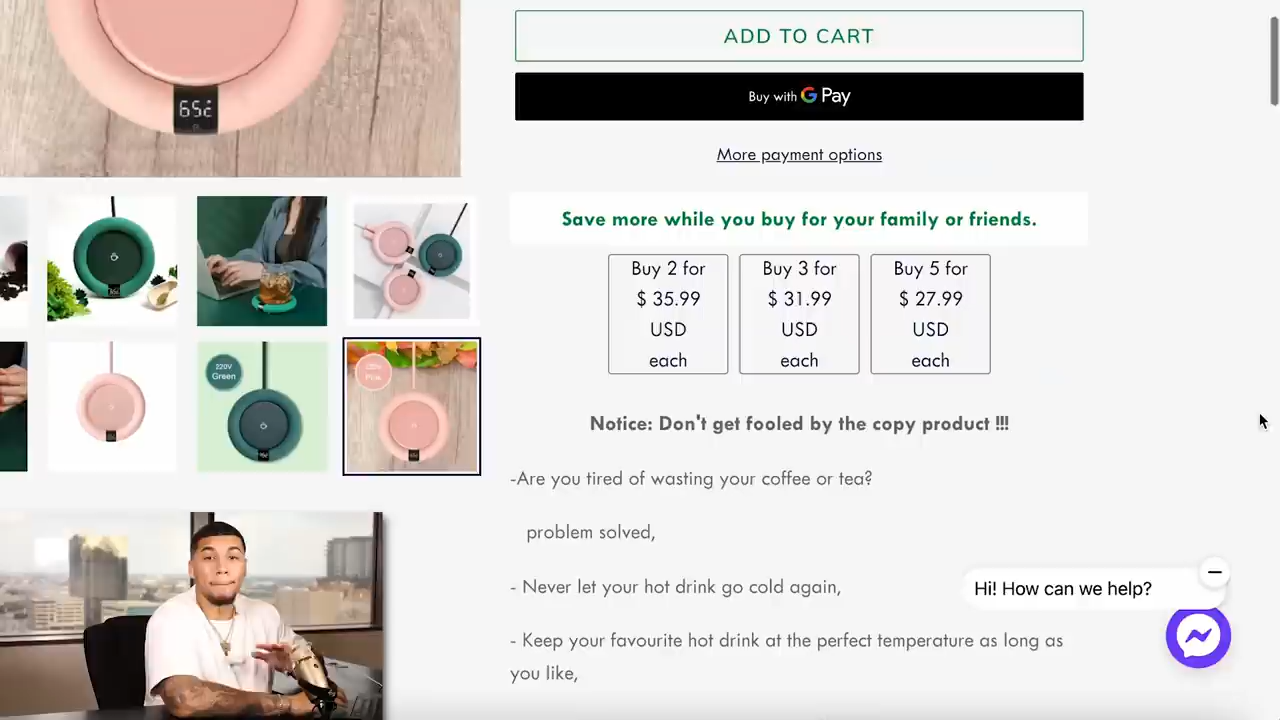 ADD TO CART
65c
Buy with G Pay
More payment options
Save more while you buy for your family or friends.
Buy 2 for
$ 35.99
USD
each
Buy 3 for
$ 31.99
USD
each
Buy 5 for
$ 27.99
USD
each
220V
Green
Pink
Notice: Don't get fooled by the copy product !!!
-Are you tired of wasting your coffee or tea?
problem solved,
- Never let your hot drink go cold again,
- Keep your favourite hot drink at the perfect temperature as long as
you like,
Hi! How can we help?